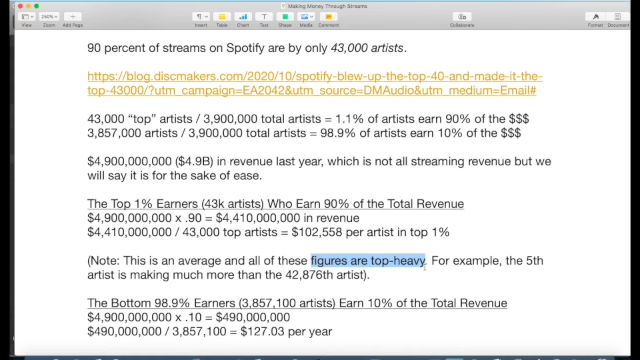 Making Money Through Streams
View
Zoom
Add Page
Insert
Table
Chart
Text
Shape
Media
Comment
Collaborate
Format
Document
90 percent of streams on Spotify are by only 43,000 artists.
https://blog.discmakers.com/2020/10/spotify-blew-up-the-top-40-and-made-it-the-
top-43000/?utm_campaign=EA2042&utm_source=DMAudio&utm_medium=Email#
43,000 “top” artists / 3,900,000 total artists = 1.1% of artists earn 90% of the $$$
3,857,000 artists / 3,900,000 total artists = 98.9% of artists earn 10% of the $$$
$4,900,000,000 ($4.9B) in revenue last year, which is not all streaming revenue but we
will say it is for the sake of ease.
The Top 1% Earners (43k artists) Who Earn 90% of the Total Revenue
$4,900,000,000 x .90 = $4,410,000,000 in revenue
$4,410,000,000 / 43,000 top artists = $102,558 per artist in top 1%
(Note: This is an average and all of these figures are top-heavy. For example, the 5th
artist is making much more than the 42,876th artist).
The Bottom 98.9% Earners (3,857,100 artists) Earn 10% of the Total Revenue
$4,900,000,000 x .10 = $490,000,000
$490,000,000 / 3,857,100 = $127.03 per year